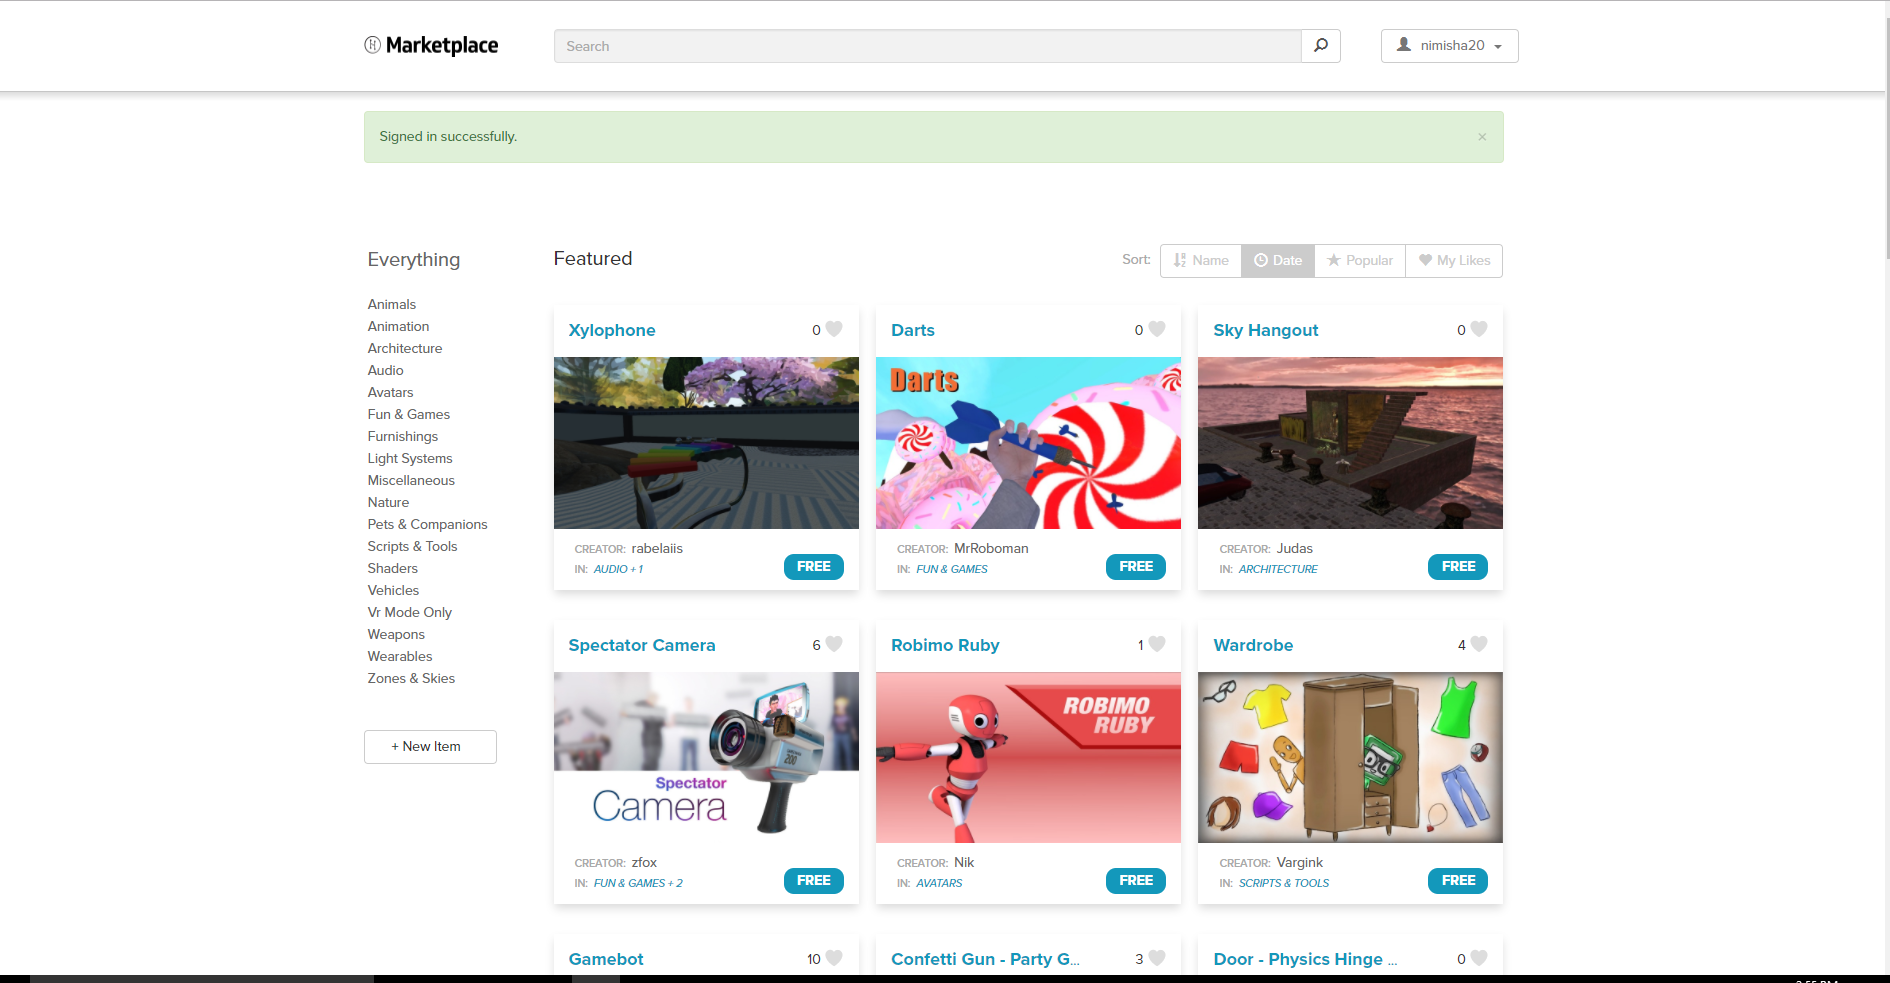 Marketplace
Search
nimisha20
Signed in successfully.
×
Everything
Animals
Animation
Architecture
Audio
Avatars
Fun & Games
Furnishings
Light Systems
Miscellaneous
Nature
Pets & Companions
Scripts & Tools
Shaders
Vehicles
Vr Mode Only
Weapons
Wearables
Zones & Skies
+ New Item
Featured
Sort: Name Date Popular My Likes
Xylophone 0
CREATOR: rabelaiis
IN: AUDIO + 1
FREE
Darts 0
Darts
CREATOR: MrRoboman
IN: FUN & GAMES
FREE
Sky Hangout 0
CREATOR: Judas
IN: ARCHITECTURE
FREE
Spectator Camera 6
200
Spectator
Camera
CREATOR: zfox
IN: FUN & GAMES + 2
FREE
Robimo Ruby 1
ROBIMO
RUBY
CREATOR: Nik
IN: AVATARS
FREE
Wardrobe 4
CREATOR: Vargink
IN: SCRIPTS & TOOLS
FREE
Gamebot 10
Confetti Gun - Party G... 3
Door - Physics Hinge ... 0